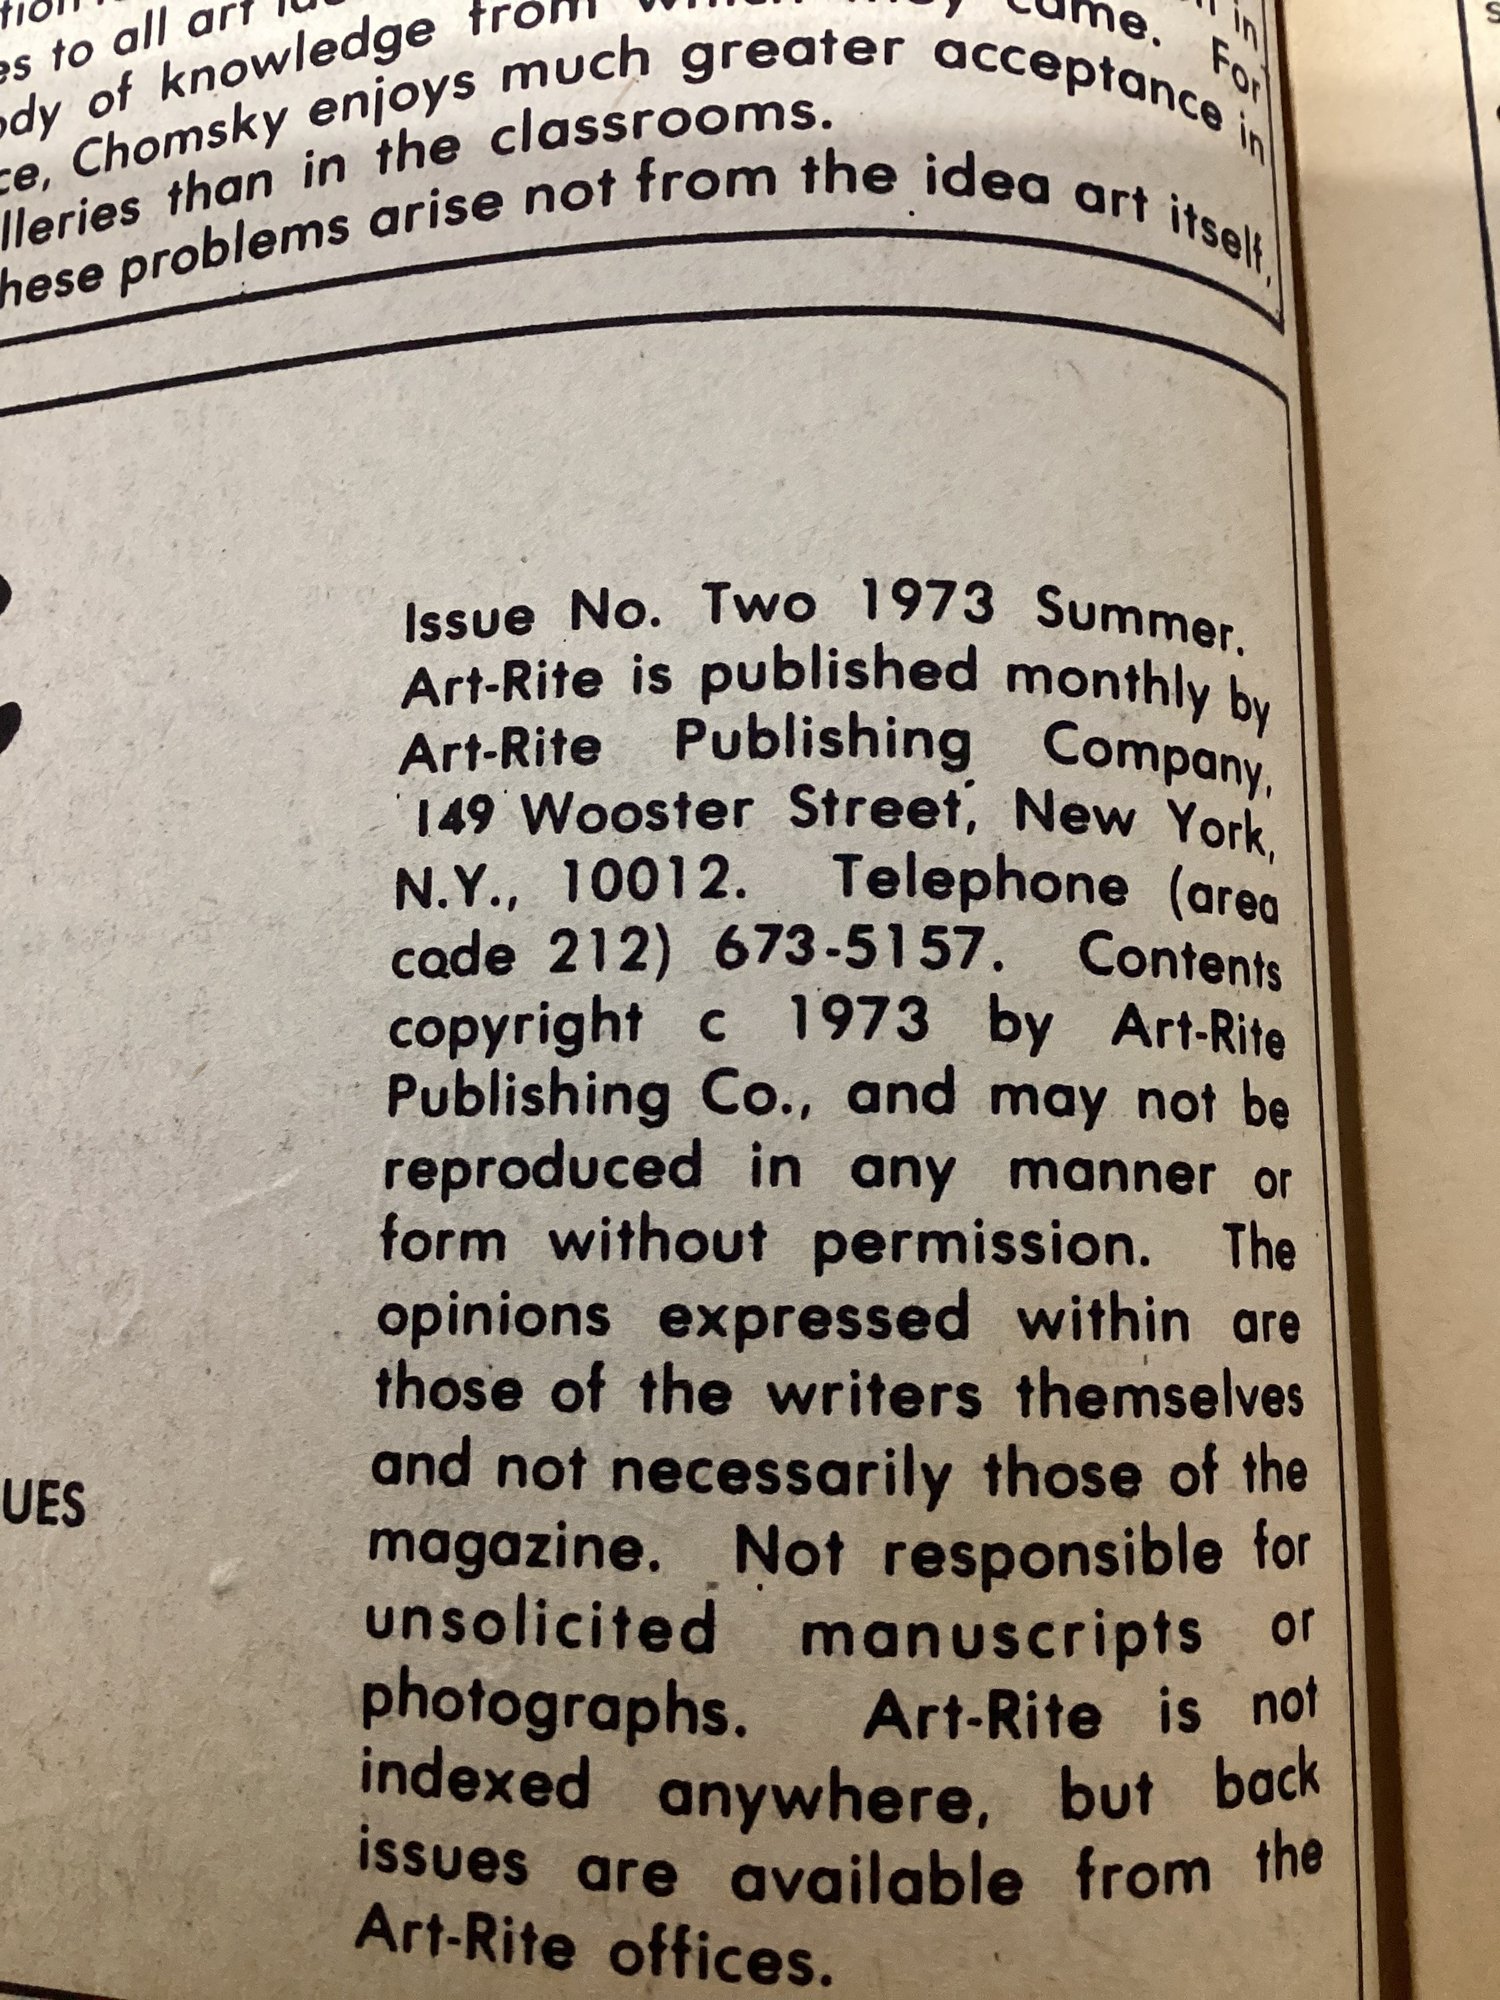 to all art
of knowledge from which they came. For
Chomsky enjoys much greater acceptance in
than in the classrooms.
problems arise not from the idea art itself,
Issue No. Two 1973 Summer.
Art-Rite is published monthly by
Art-Rite Publishing Company,
149 Wooster Street, New York,
N.Y., 10012. Telephone (area
code 212) 673-5157. Contents
copyright c 1973 by Art-Rite
Publishing Co., and may not be
reproduced in any manner or
form without permission. The
opinions expressed within are
those of the writers themselves
and not necessarily those of the
magazine. Not responsible for
unsolicited manuscripts or
photographs. Art-Rite is not
indexed anywhere, but back
issues are available from the
Art-Rite offices.
UES